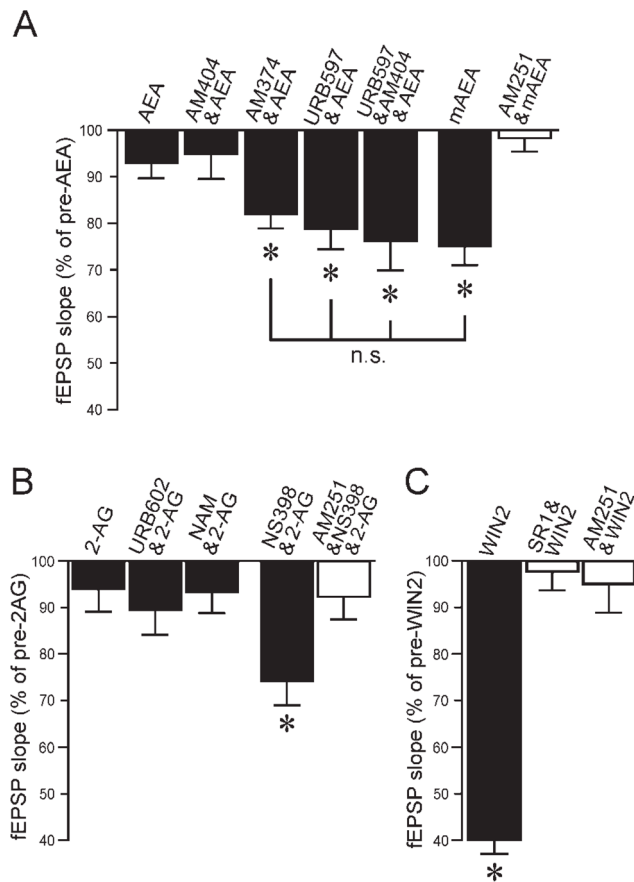 A
AEA
AM404
& AEA
AM374
& AEA
URB597
& AEA
URB597
&AM404
& AEA
mAEA
AM251
& mAEA
fEPSP slope (% of pre-AEA)
100
90
80
70
60
50
40
*
*
*
*
n.s.
B
2-AG
URB602
& 2-AG
NAM
& 2-AG
NS398
& 2-AG
AM251
&NS398
& 2-AG
fEPSP slope (% of pre-2AG)
100
90
80
70
60
50
40
*
C
WIN2
SR1&
WIN2
AM251
& WIN2
fEPSP slope (% of pre-WIN2)
100
90
80
70
60
50
40
*